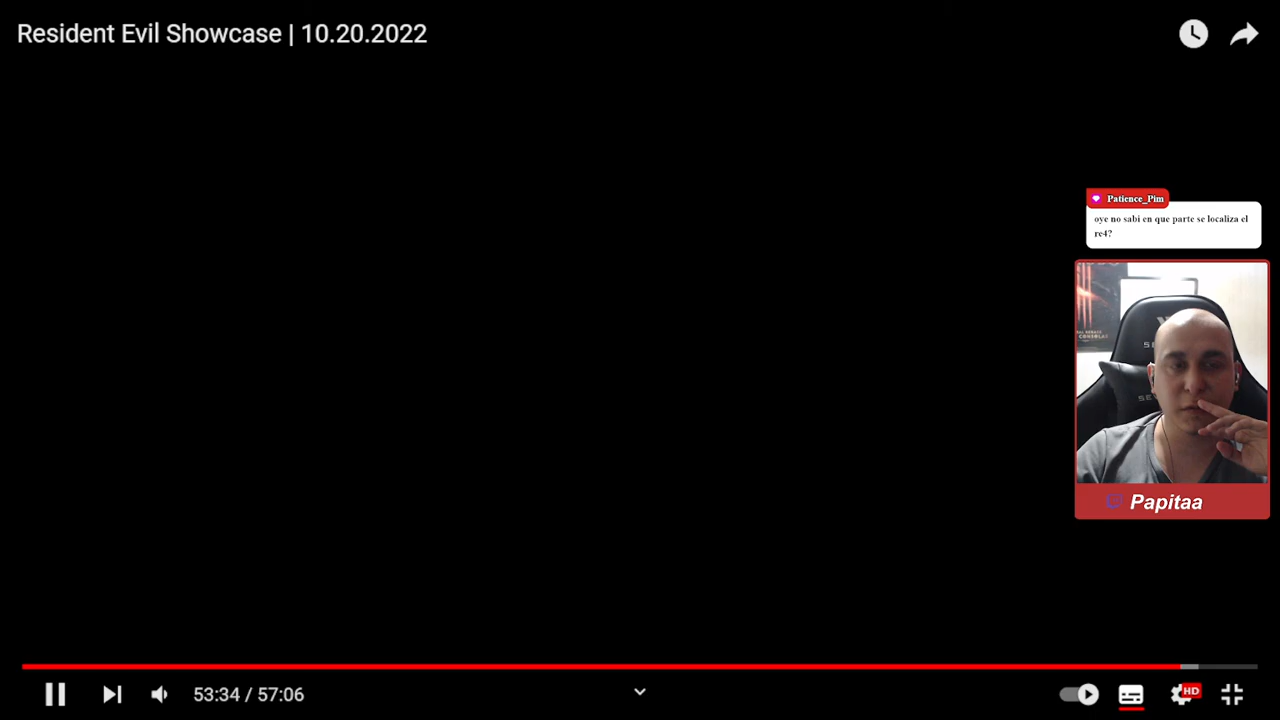 Resident Evil Showcase | 10.20.2022
Patience_Pim
oye no sabi en que parte se localiza el
re4?
Papitaa
53:34 / 57:06
HD